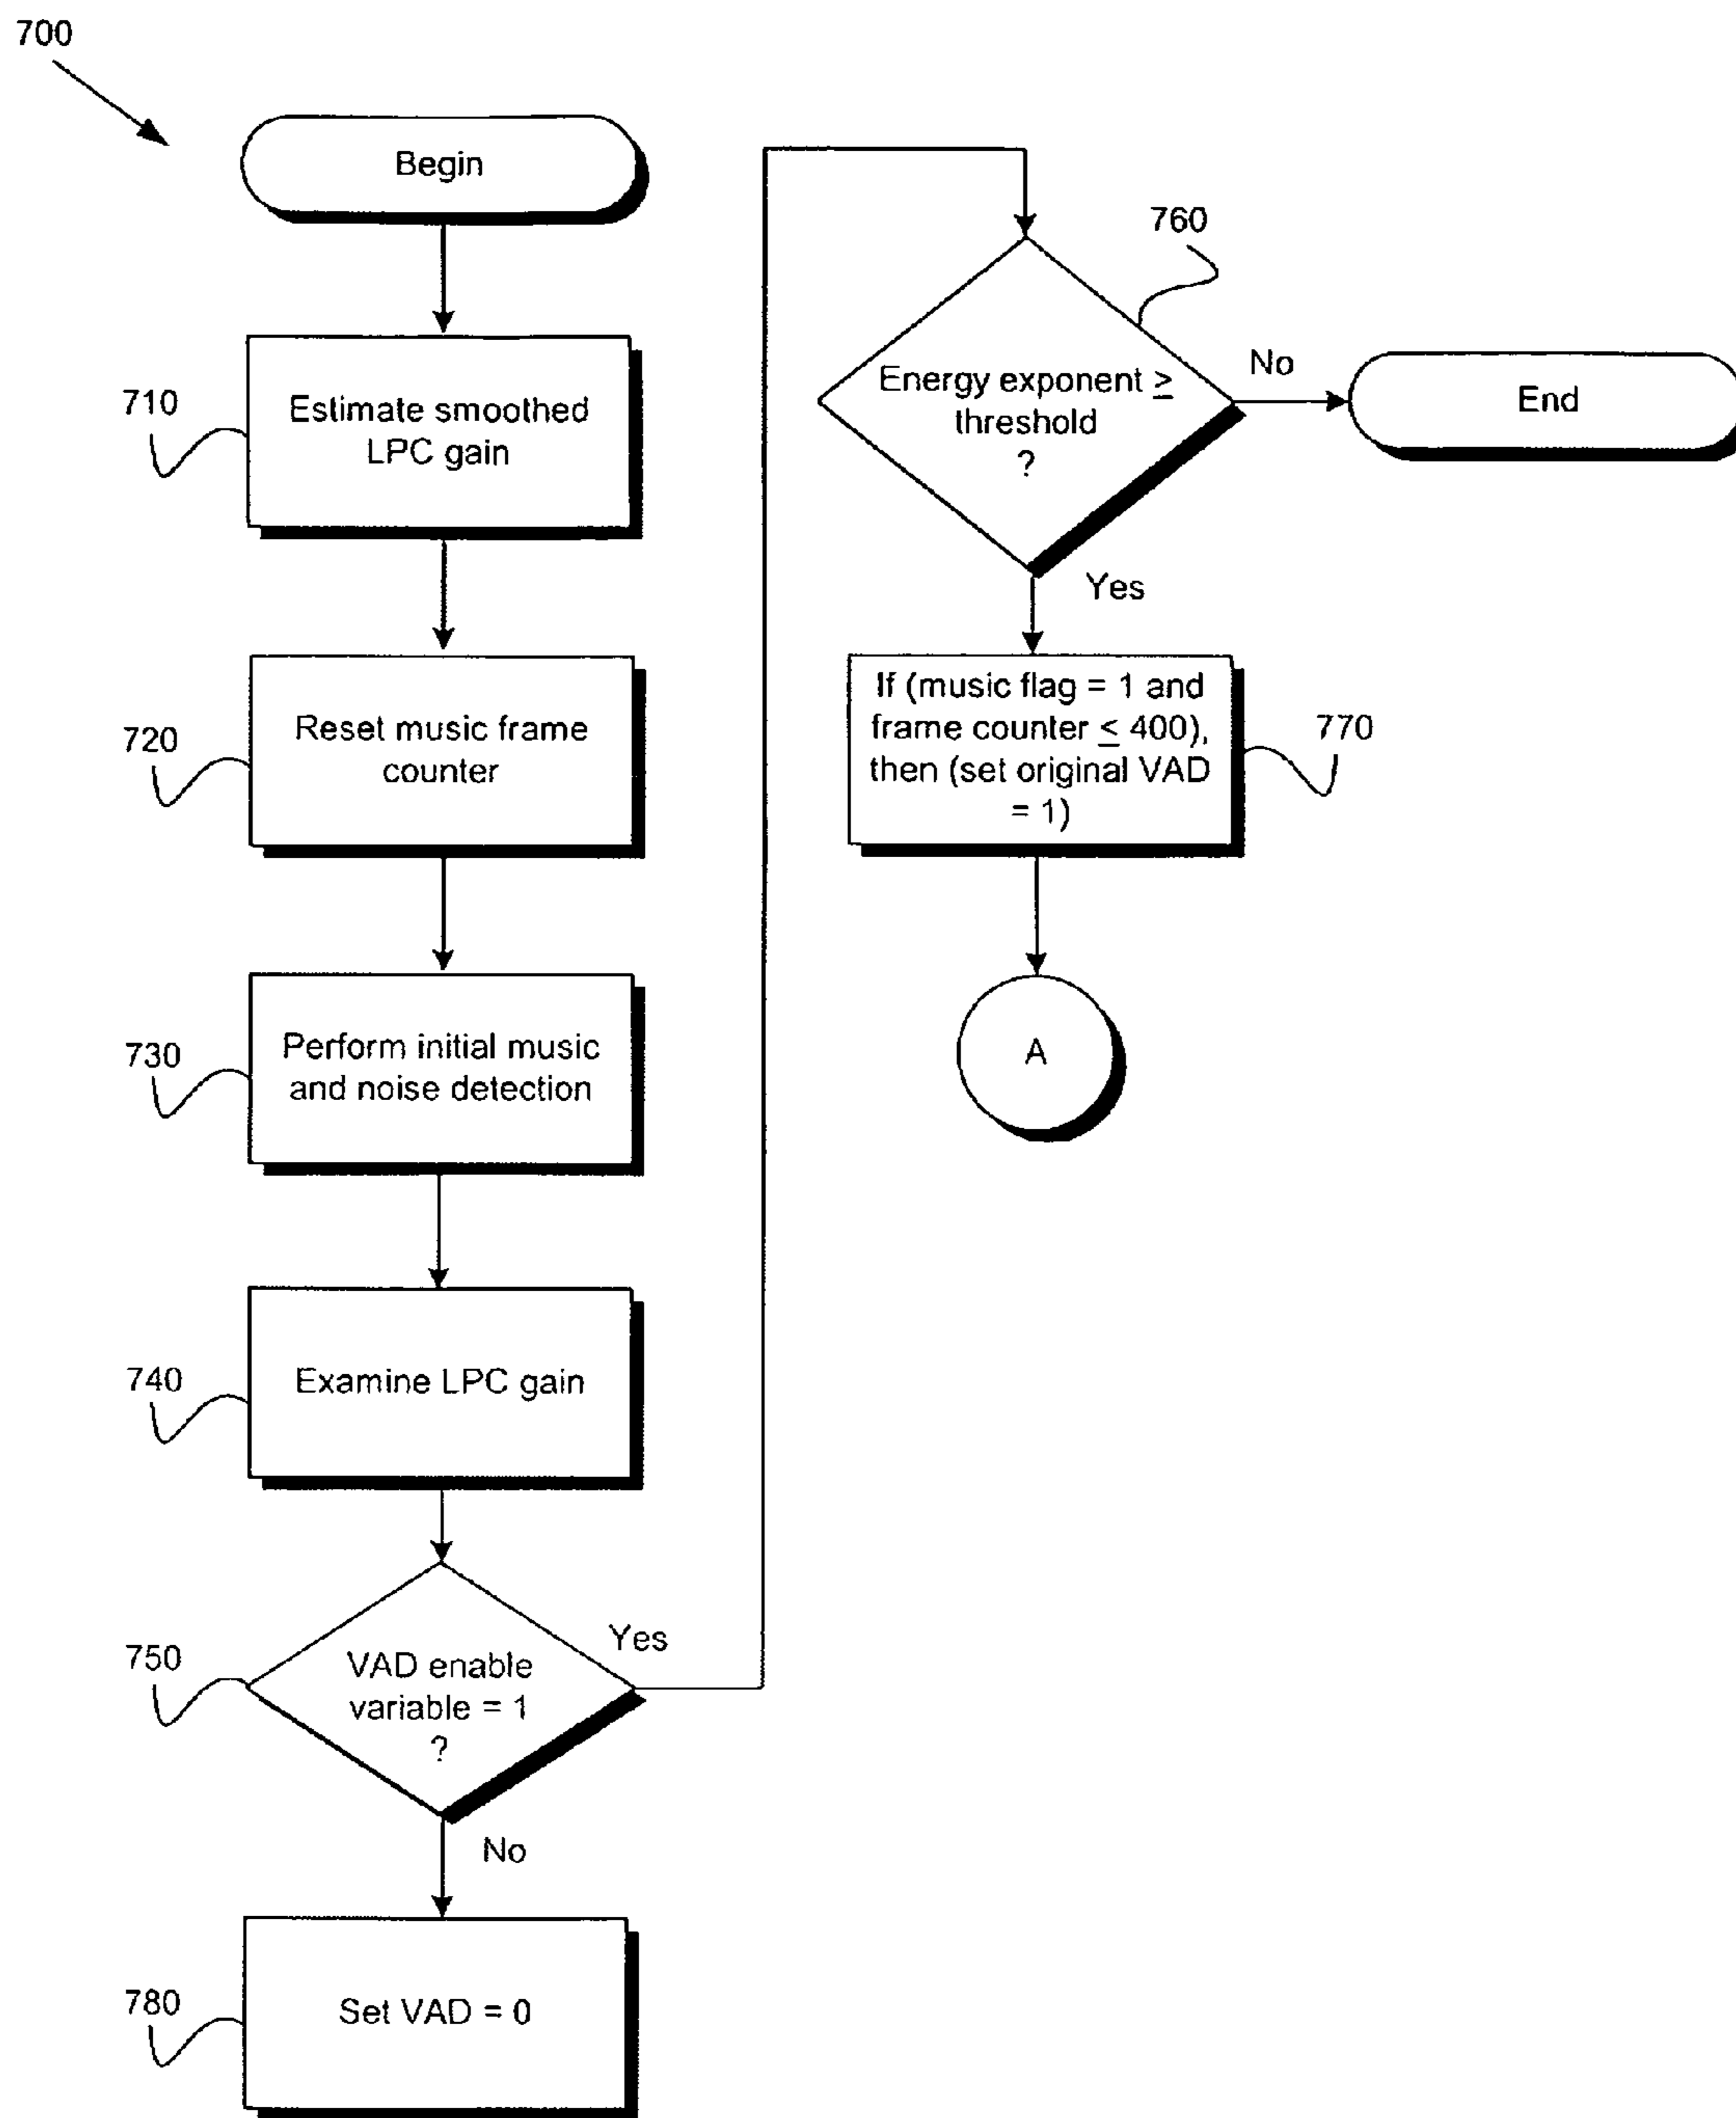 700
Begin
710
Estimate smoothed
LPC gain
720
Reset music frame
counter
730
Perform initial music
and noise detection
740
Examine LPC gain
750
VAD enable
variable = 1
?
Yes
No
780
Set VAD = 0
760
Energy exponent ≥
threshold
?
No
End
Yes
770
If (music flag = 1 and
frame counter ≤ 400),
then (set original VAD
= 1)
A